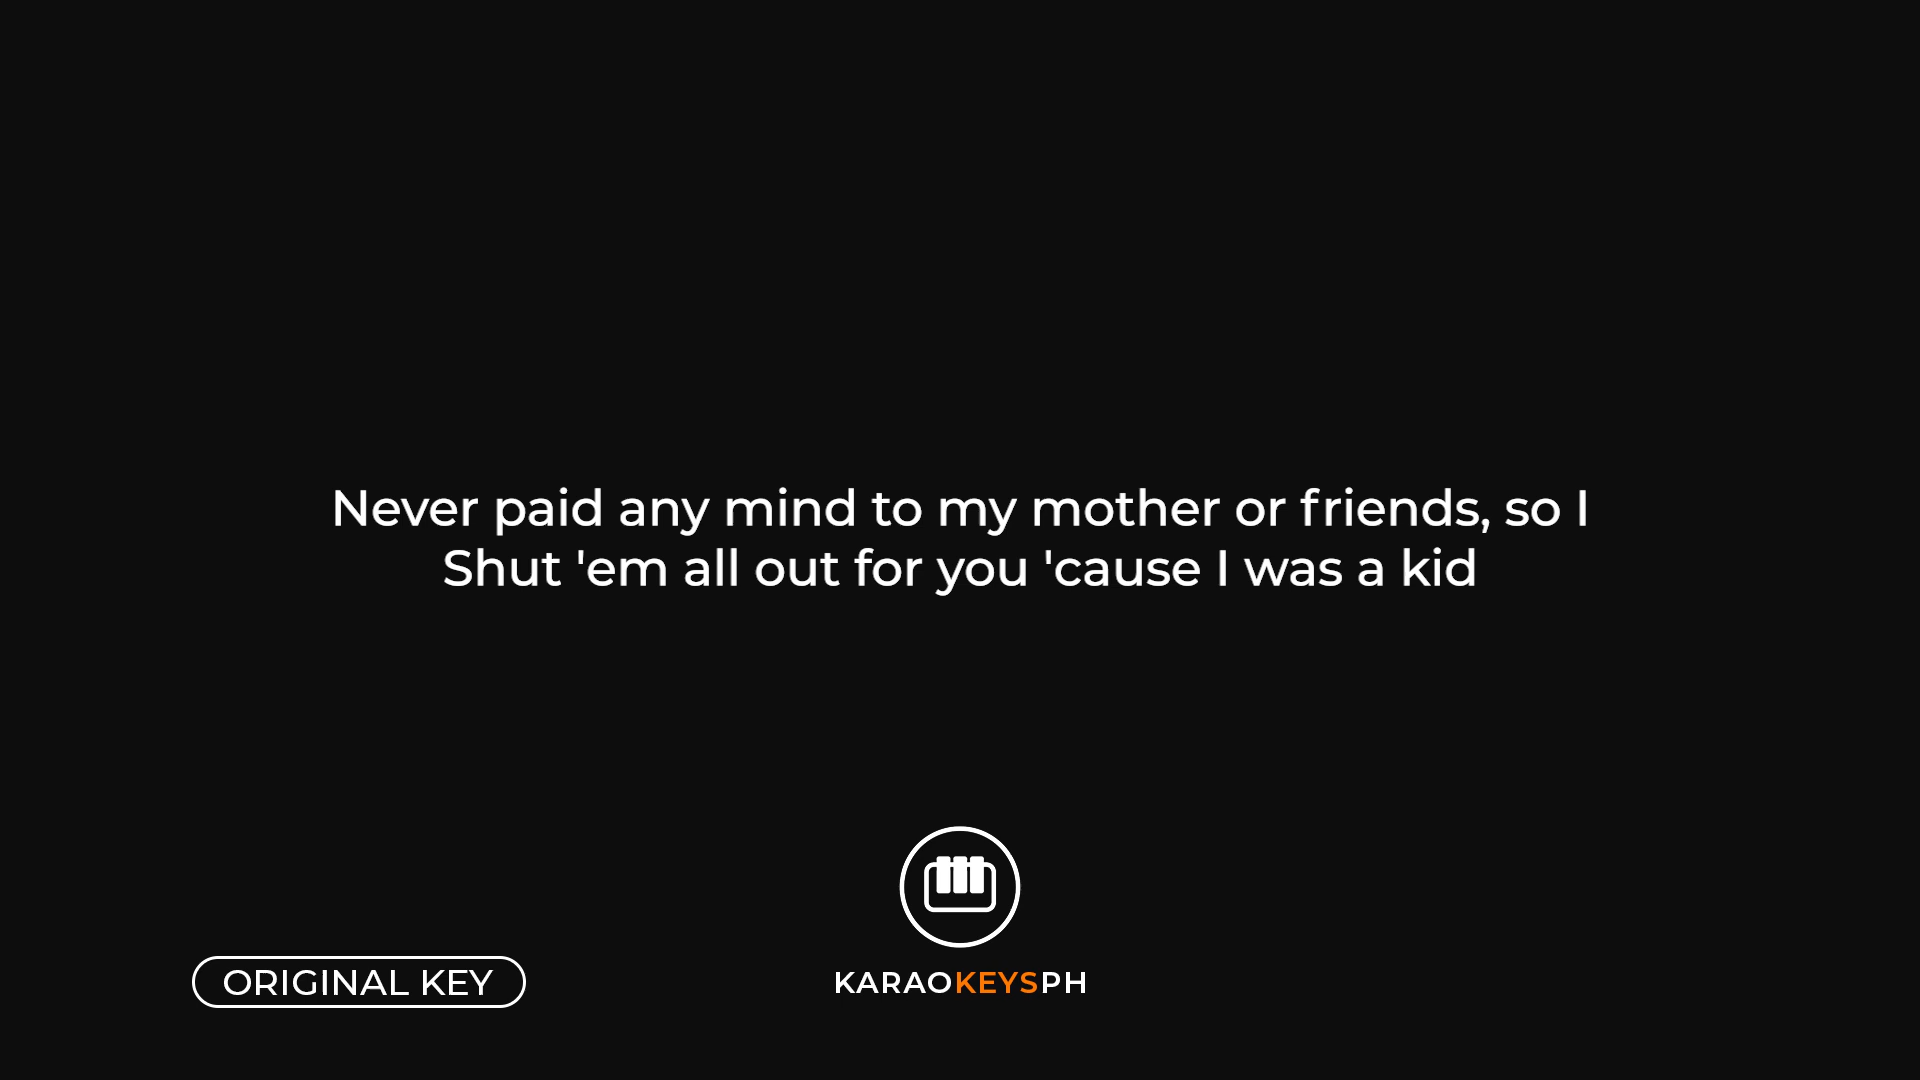 Never paid any mind to my mother or friends, so I
Shut 'em all out for you 'cause I was a kid
ORIGINAL KEY
KARAOKEYSPH